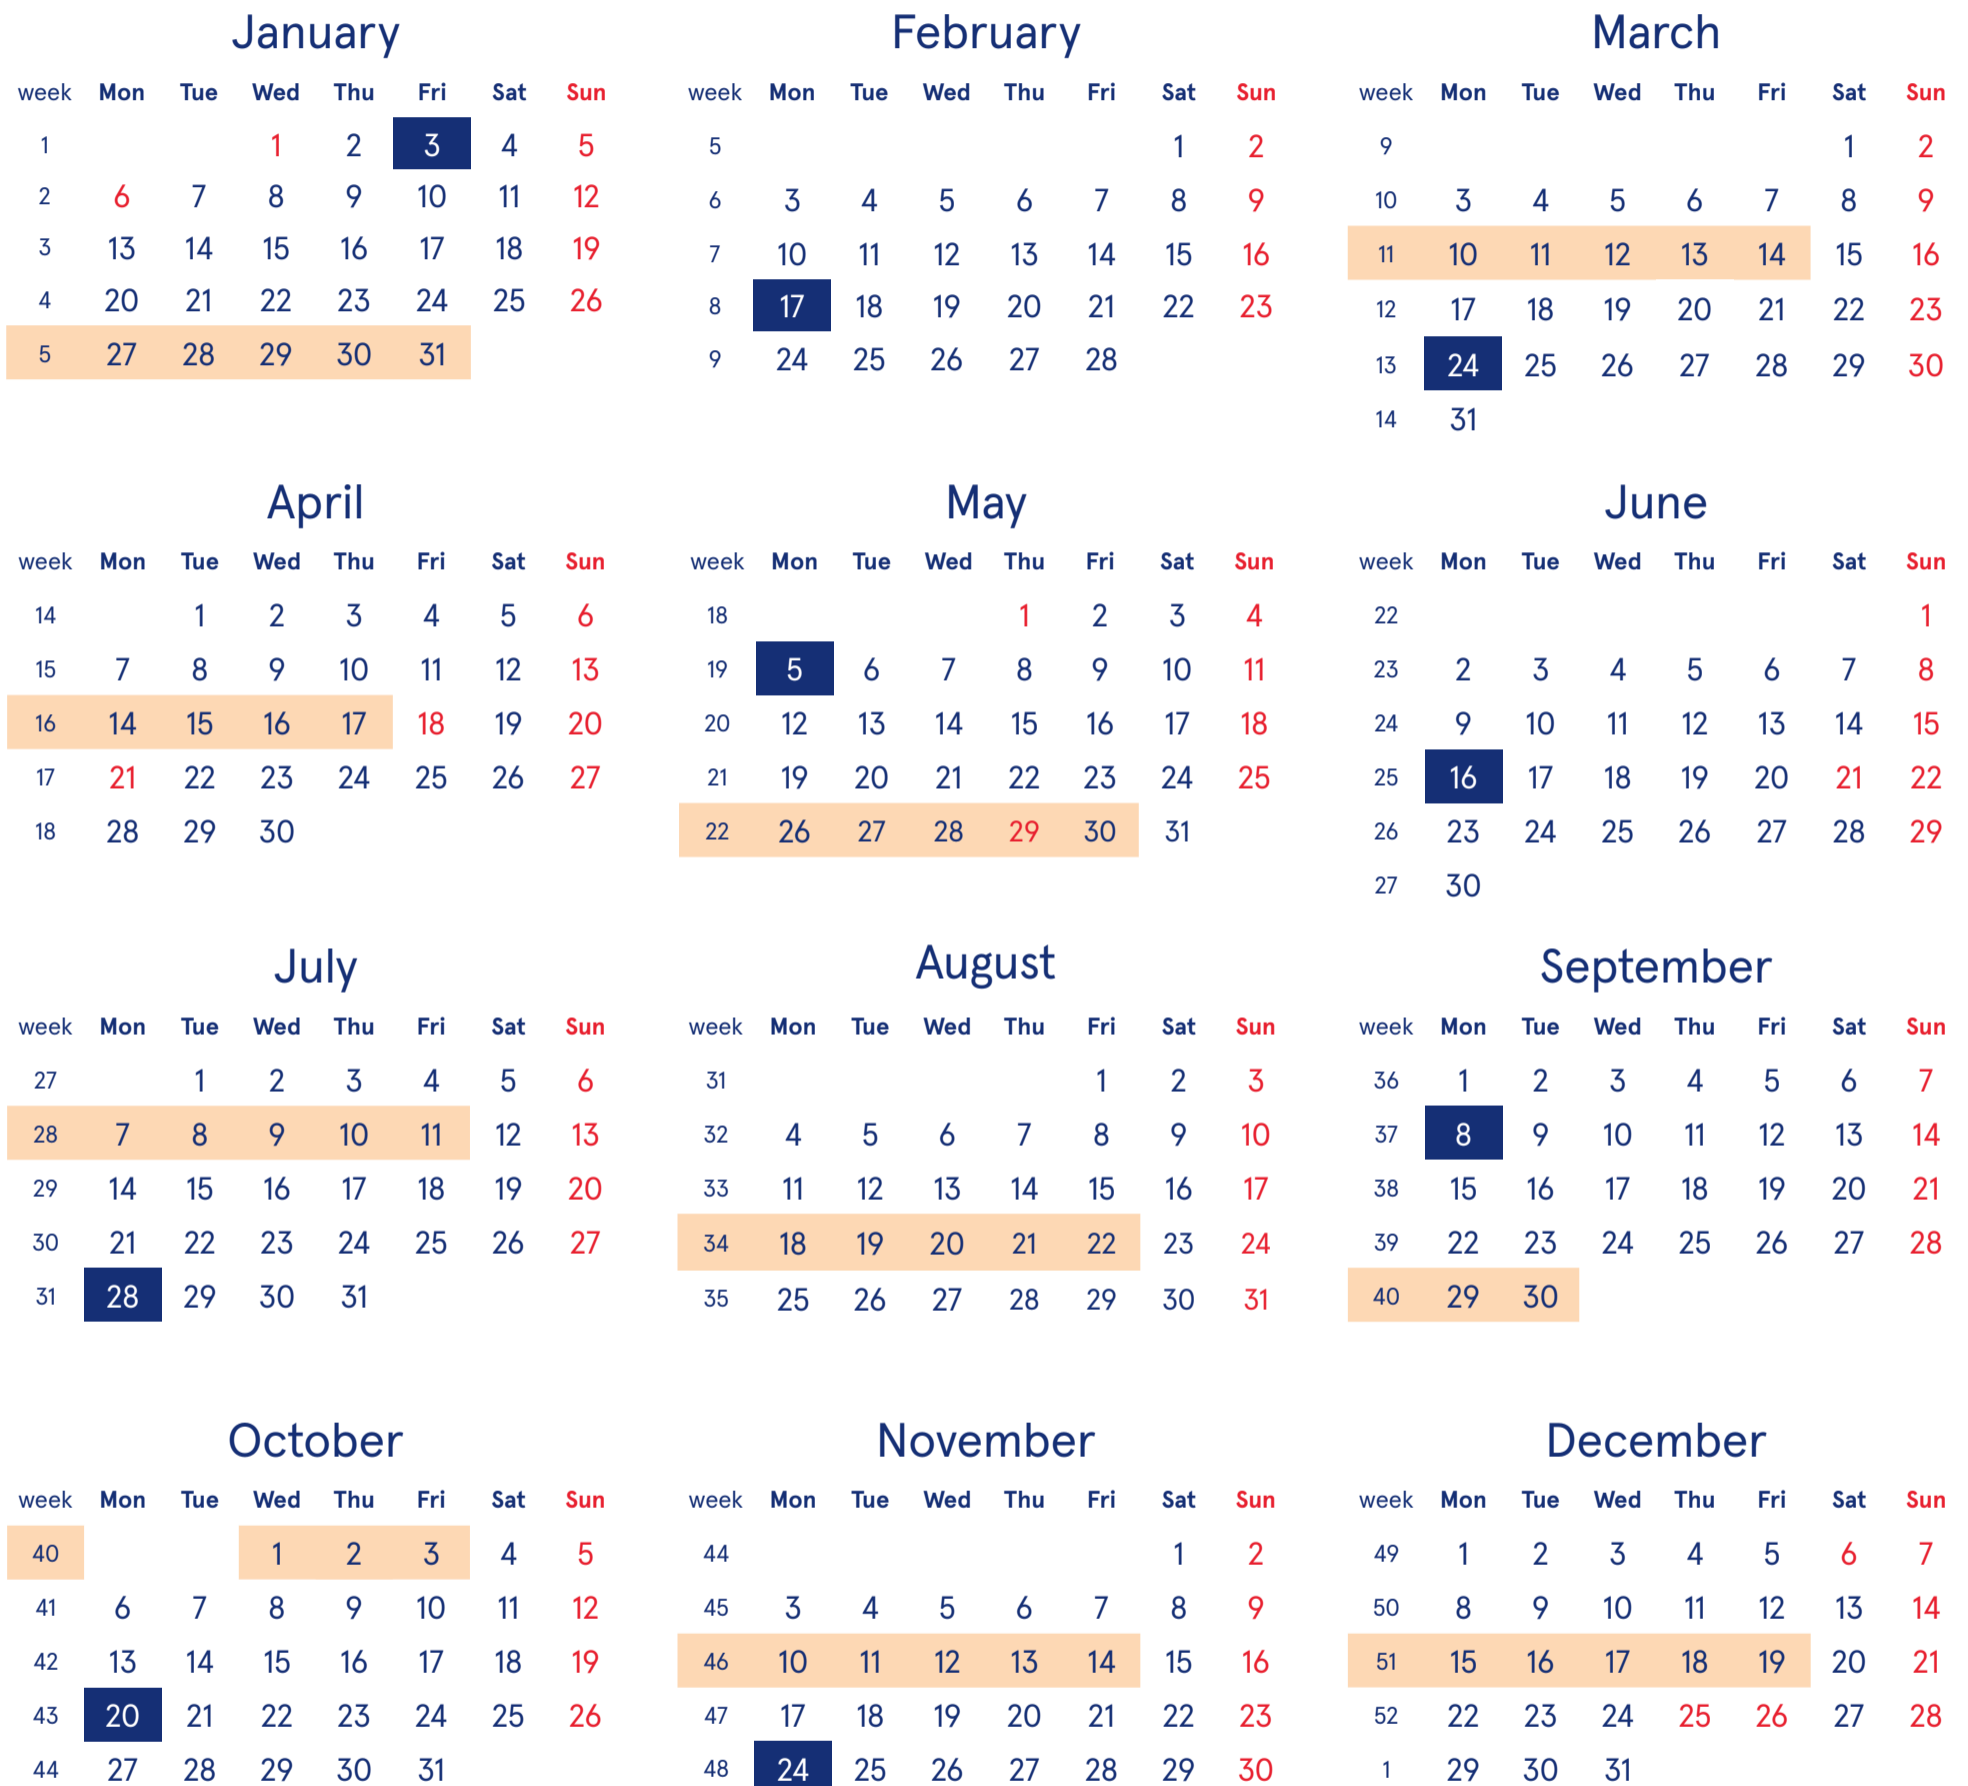 January
week Mon Tue Wed Thu Fri Sat Sun
1 1 2 3 4 5
2 6 7 8 9 10 11 12
3 13 14 15 16 17 18 19
4 20 21 22 23 24 25 26
5 27 28 29 30 31
February
week Mon Tue Wed Thu Fri Sat Sun
5 1 2
6 3 4 5 6 7 8 9
7 10 11 12 13 14 15 16
8 17 18 19 20 21 22 23
9 24 25 26 27 28
March
week Mon Tue Wed Thu Fri Sat Sun
9 1 2
10 3 4 5 6 7 8 9
11 10 11 12 13 14 15 16
12 17 18 19 20 21 22 23
13 24 25 26 27 28 29 30
14 31
April
week Mon Tue Wed Thu Fri Sat Sun
14 1 2 3 4 5 6
15 7 8 9 10 11 12 13
16 14 15 16 17 18 19 20
17 21 22 23 24 25 26 27
18 28 29 30
May
week Mon Tue Wed Thu Fri Sat Sun
18 1 2 3 4
19 5 6 7 8 9 10 11
20 12 13 14 15 16 17 18
21 19 20 21 22 23 24 25
22 26 27 28 29 30 31
June
week Mon Tue Wed Thu Fri Sat Sun
22 1
23 2 3 4 5 6 7 8
24 9 10 11 12 13 14 15
25 16 17 18 19 20 21 22
26 23 24 25 26 27 28 29
27 30
July
week Mon Tue Wed Thu Fri Sat Sun
27 1 2 3 4 5 6
28 7 8 9 10 11 12 13
29 14 15 16 17 18 19 20
30 21 22 23 24 25 26 27
31 28 29 30 31
August
week Mon Tue Wed Thu Fri Sat Sun
31 1 2 3
32 4 5 6 7 8 9 10
33 11 12 13 14 15 16 17
34 18 19 20 21 22 23 24
35 25 26 27 28 29 30 31
September
week Mon Tue Wed Thu Fri Sat Sun
36 1 2 3 4 5 6 7
37 8 9 10 11 12 13 14
38 15 16 17 18 19 20 21
39 22 23 24 25 26 27 28
40 29 30
October
week Mon Tue Wed Thu Fri Sat Sun
40 1 2 3 4 5
41 6 7 8 9 10 11 12
42 13 14 15 16 17 18 19
43 20 21 22 23 24 25 26
44 27 28 29 30 31
November
week Mon Tue Wed Thu Fri Sat Sun
44 1 2
45 3 4 5 6 7 8 9
46 10 11 12 13 14 15 16
47 17 18 19 20 21 22 23
48 24 25 26 27 28 29 30
December
week Mon Tue Wed Thu Fri Sat Sun
49 1 2 3 4 5 6 7
50 8 9 10 11 12 13 14
51 15 16 17 18 19 20 21
52 22 23 24 25 26 27 28
1 29 30 31